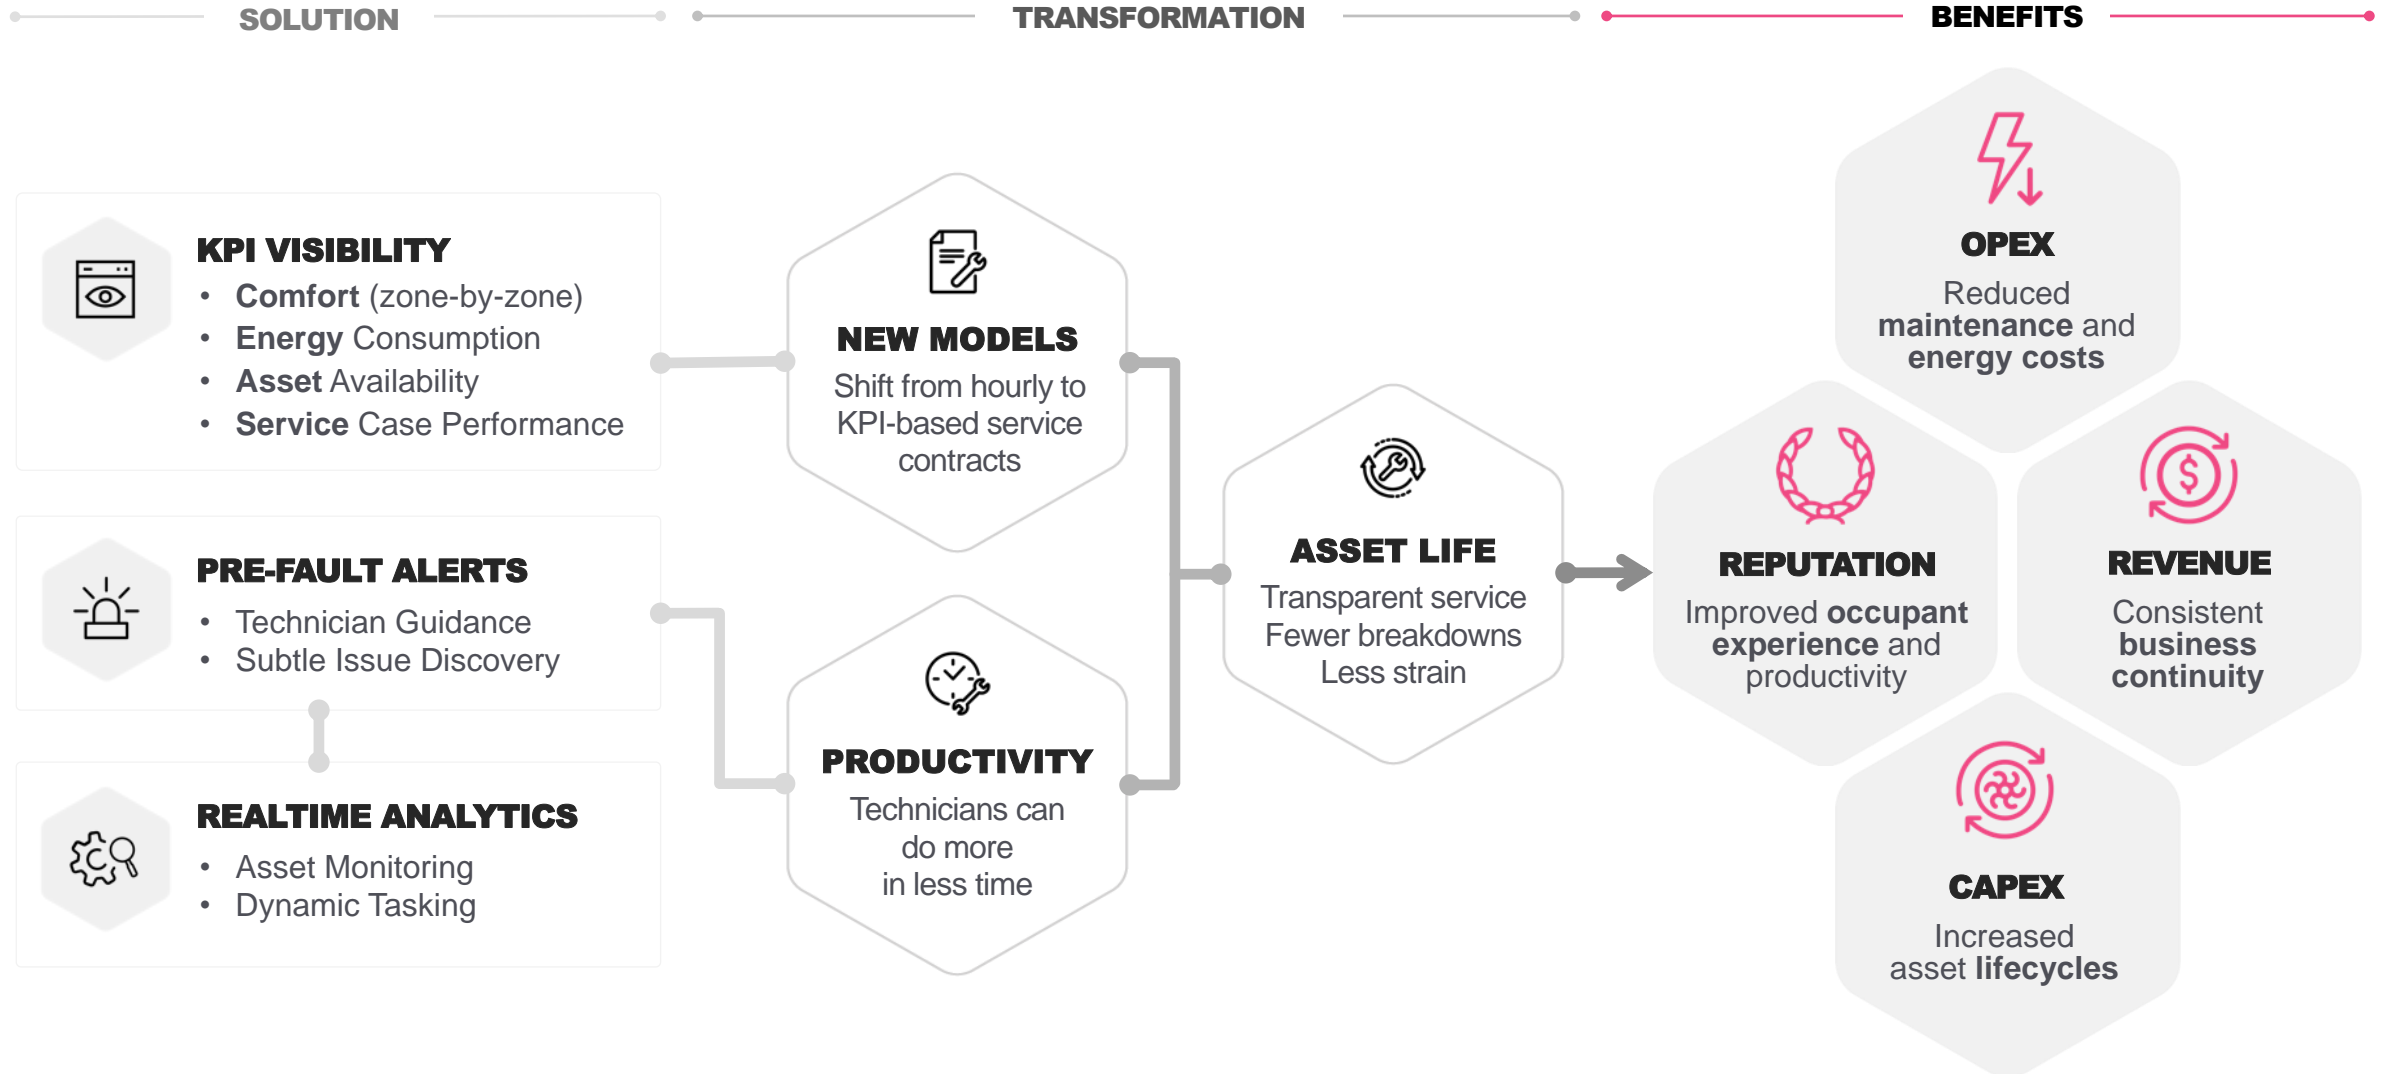 SOLUTION
TRANSFORMATION
BENEFITS
KPI VISIBILITY
• Comfort (zone-by-zone)
• Energy Consumption
• Asset Availability
• Service Case Performance
PRE-FAULT ALERTS
• Technician Guidance
• Subtle Issue Discovery
REALTIME ANALYTICS
• Asset Monitoring
• Dynamic Tasking
NEW MODELS
Shift from hourly to
KPI-based service
contracts
PRODUCTIVITY
Technicians can
do more
in less time
ASSET LIFE
Transparent service
Fewer breakdowns
Less strain
OPEX
Reduced
maintenance and
energy costs
REPUTATION
Improved occupant
experience and
productivity
$
REVENUE
Consistent
business
continuity
CAPEX
Increased
asset lifecycles